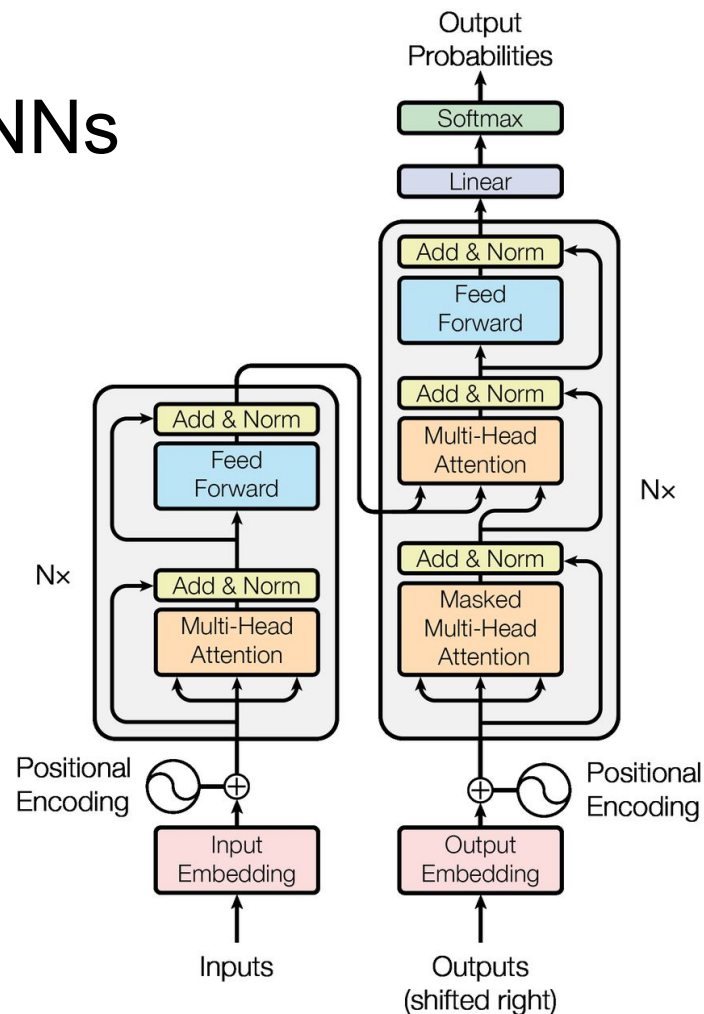 NNs
Output
Probabilities
Softmax
Linear
Add & Norm
Feed
Forward
Add & Norm
Multi-Head
Attention
Nx
Add & Norm
Masked
Multi-Head
Attention
Positional
Encoding
Output
Embedding
Outputs
(shifted right)
Add & Norm
Feed
Forward
Nx
Add & Norm
Multi-Head
Attention
Positional
Encoding
Input
Embedding
Inputs